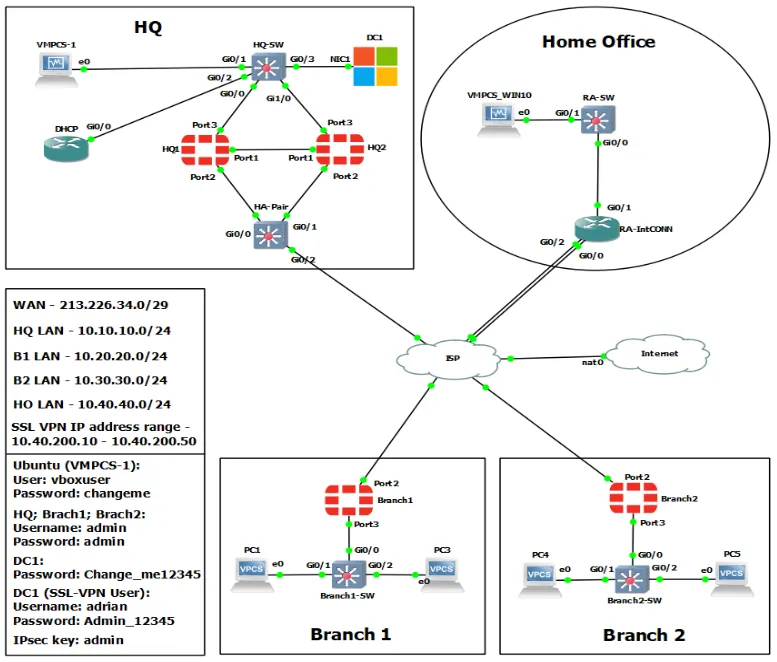 HQ
VMPCS-1
e0
Gi0/1
HQ-SW
Gi0/3
NIC1
DC1
Gi0/2
Gi0/0
Gi1/0
DHCP
Gi0/0
Port3
Port3
HQ1
Port1
Port1
HQ2
Port2
Port2
HA-Pair
Gi0/0
Gi0/1
Gi0/2
Home Office
VMPCS_WIN10
e0
Gi0/1
RA-SW
Gi0/0
Gi0/1
RA-IntCONN
Gi0/2
Gi0/0
WAN - 213.226.34.0/29
HQ LAN - 10.10.10.0/24
B1 LAN - 10.20.20.0/24
B2 LAN - 10.30.30.0/24
HO LAN - 10.40.40.0/24
SSL VPN IP address range -
10.40.200.10 - 10.40.200.50
Ubuntu (VMPCS-1):
User: vboxuser
Password: changeme
HQ; Brach1; Brach2:
Username: admin
Password: admin
DC1:
Password: Change_me12345
DC1 (SSL-VPN User):
Username: adrian
Password: Admin_12345
IPsec key: admin
ISP
nat0
Internet
Port2
Branch1
Port3
Gi0/0
PC1
e0
Gi0/1
Gi0/2
e0
PC3
VPCS
VPCS
Branch1-SW
Branch 1
Port2
Branch2
Port3
Gi0/0
PC4
e0
Gi0/1
Gi0/2
e0
PC5
VPCS
VPCS
Branch2-SW
Branch 2